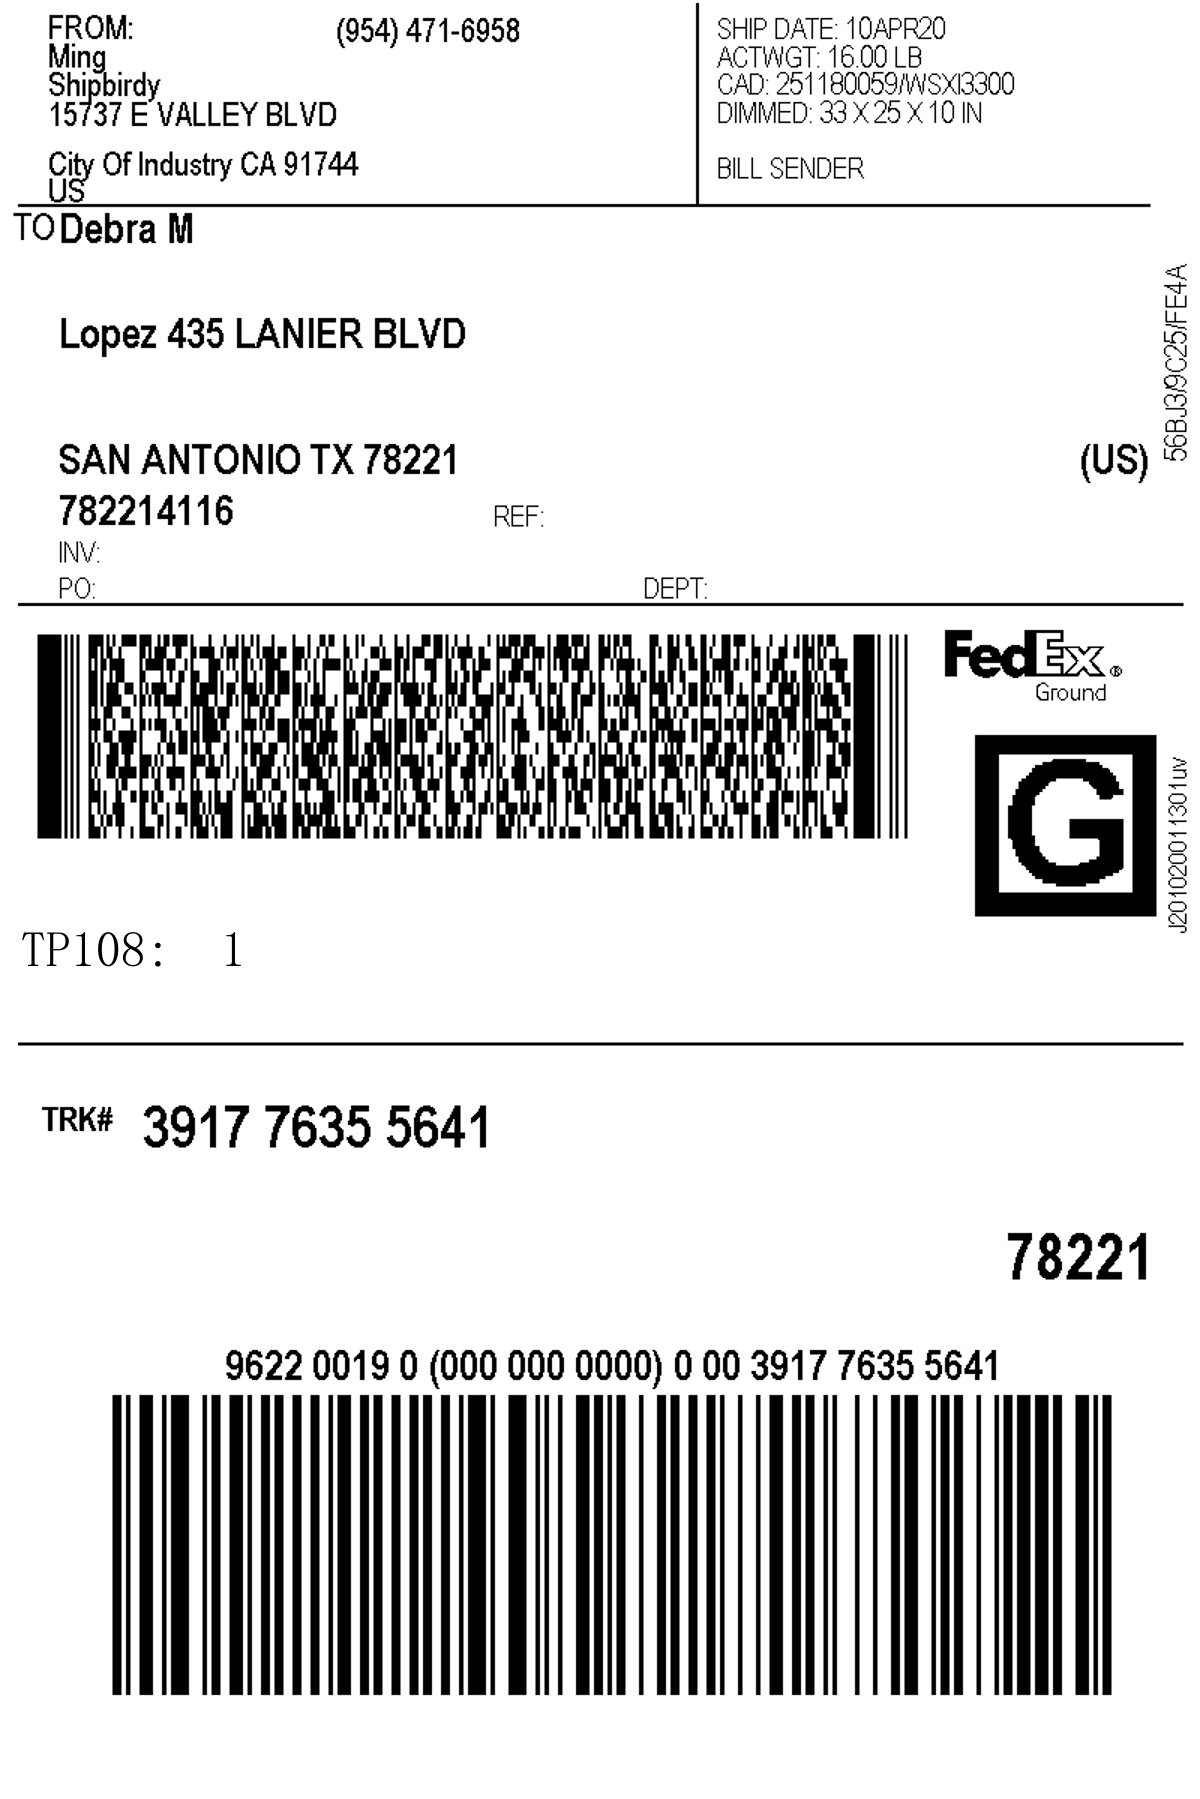 FROM: (954) 471-6958
Ming
Shipbirdy
15737 E VALLEY BLVD
City Of Industry CA 91744
US
SHIP DATE: 10APR20
ACTWGT: 16.00 LB
CAD: 251180059/WSXI3300
DIMMED: 33 X 25 X 10 IN
BILL SENDER
TO Debra M
Lopez 435 LANIER BLVD
SAN ANTONIO TX 78221 (US)
782214116 REF:
INV:
PO: DEPT:
56BJ3/9C25/FE4A
FedEx®
Ground
G
J201020011301uv
TP108: 1
TRK# 3917 7635 5641
78221
9622 0019 0 (000 000 0000) 0 00 3917 7635 5641